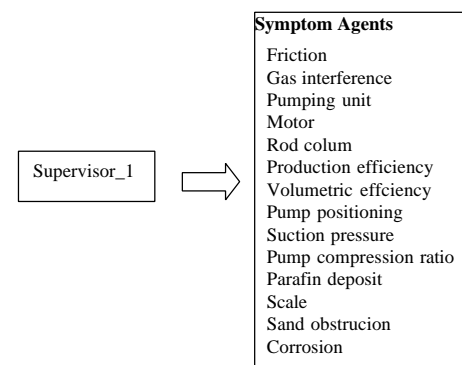 Symptom Agents
Friction
Gas interference
Pumping unit
Motor
Rod colum
Production efficiency
Supervisor_1
Volumetric effciency
Pump positioning
Suction pressure
Pump compression ratio
Parafin deposit
Scale
Sand obstrucion
Corrosion